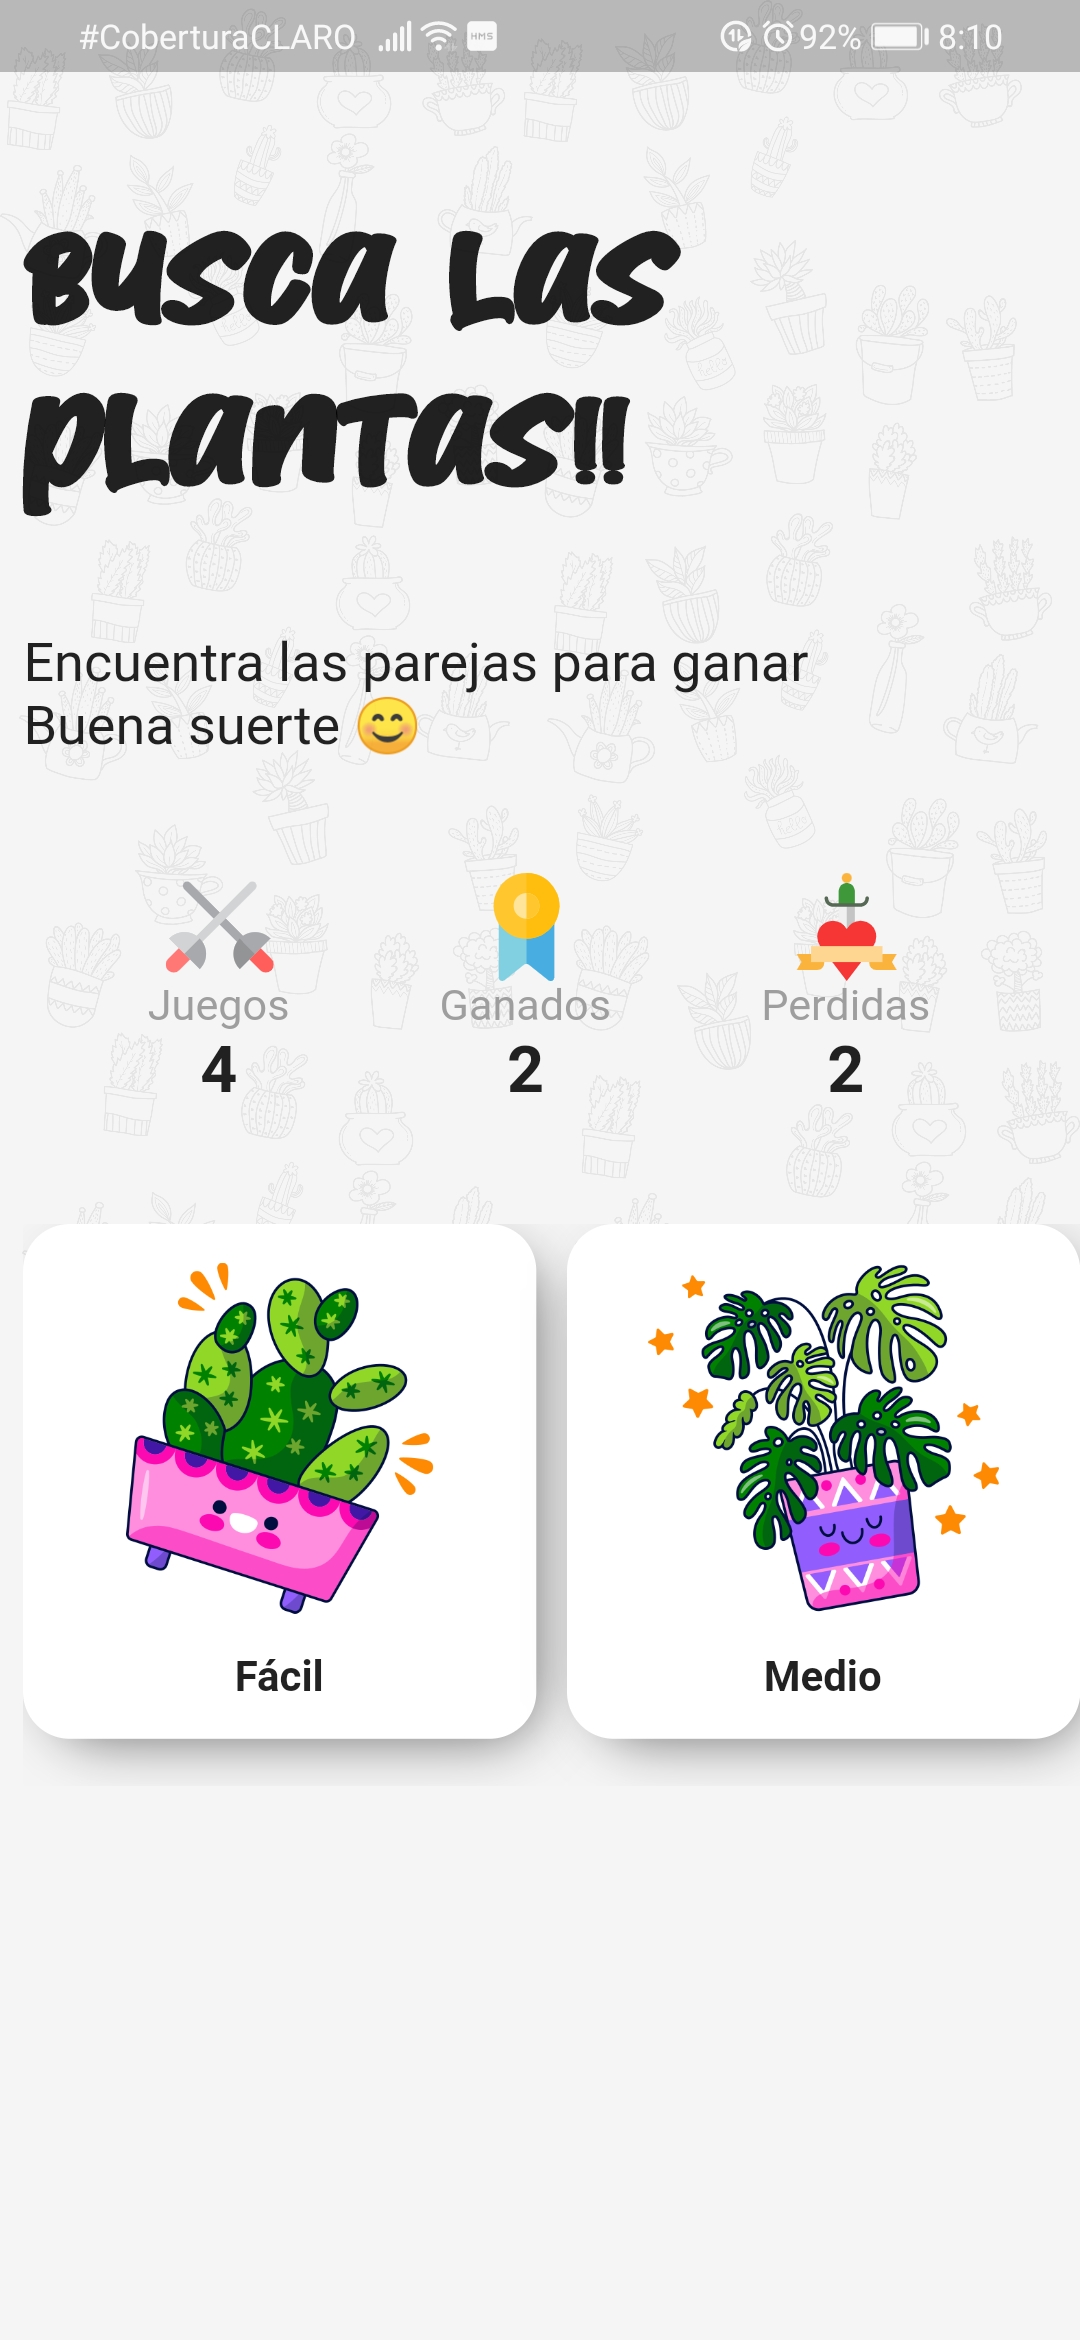 #CoberturaCLARO HMS 92% 8:10
BUSCA LAS
PLANTAS!!
Encuentra las parejas para ganar
Buena suerte 😊
Juegos Ganados Perdidas
4 2 2
Fácil Medio